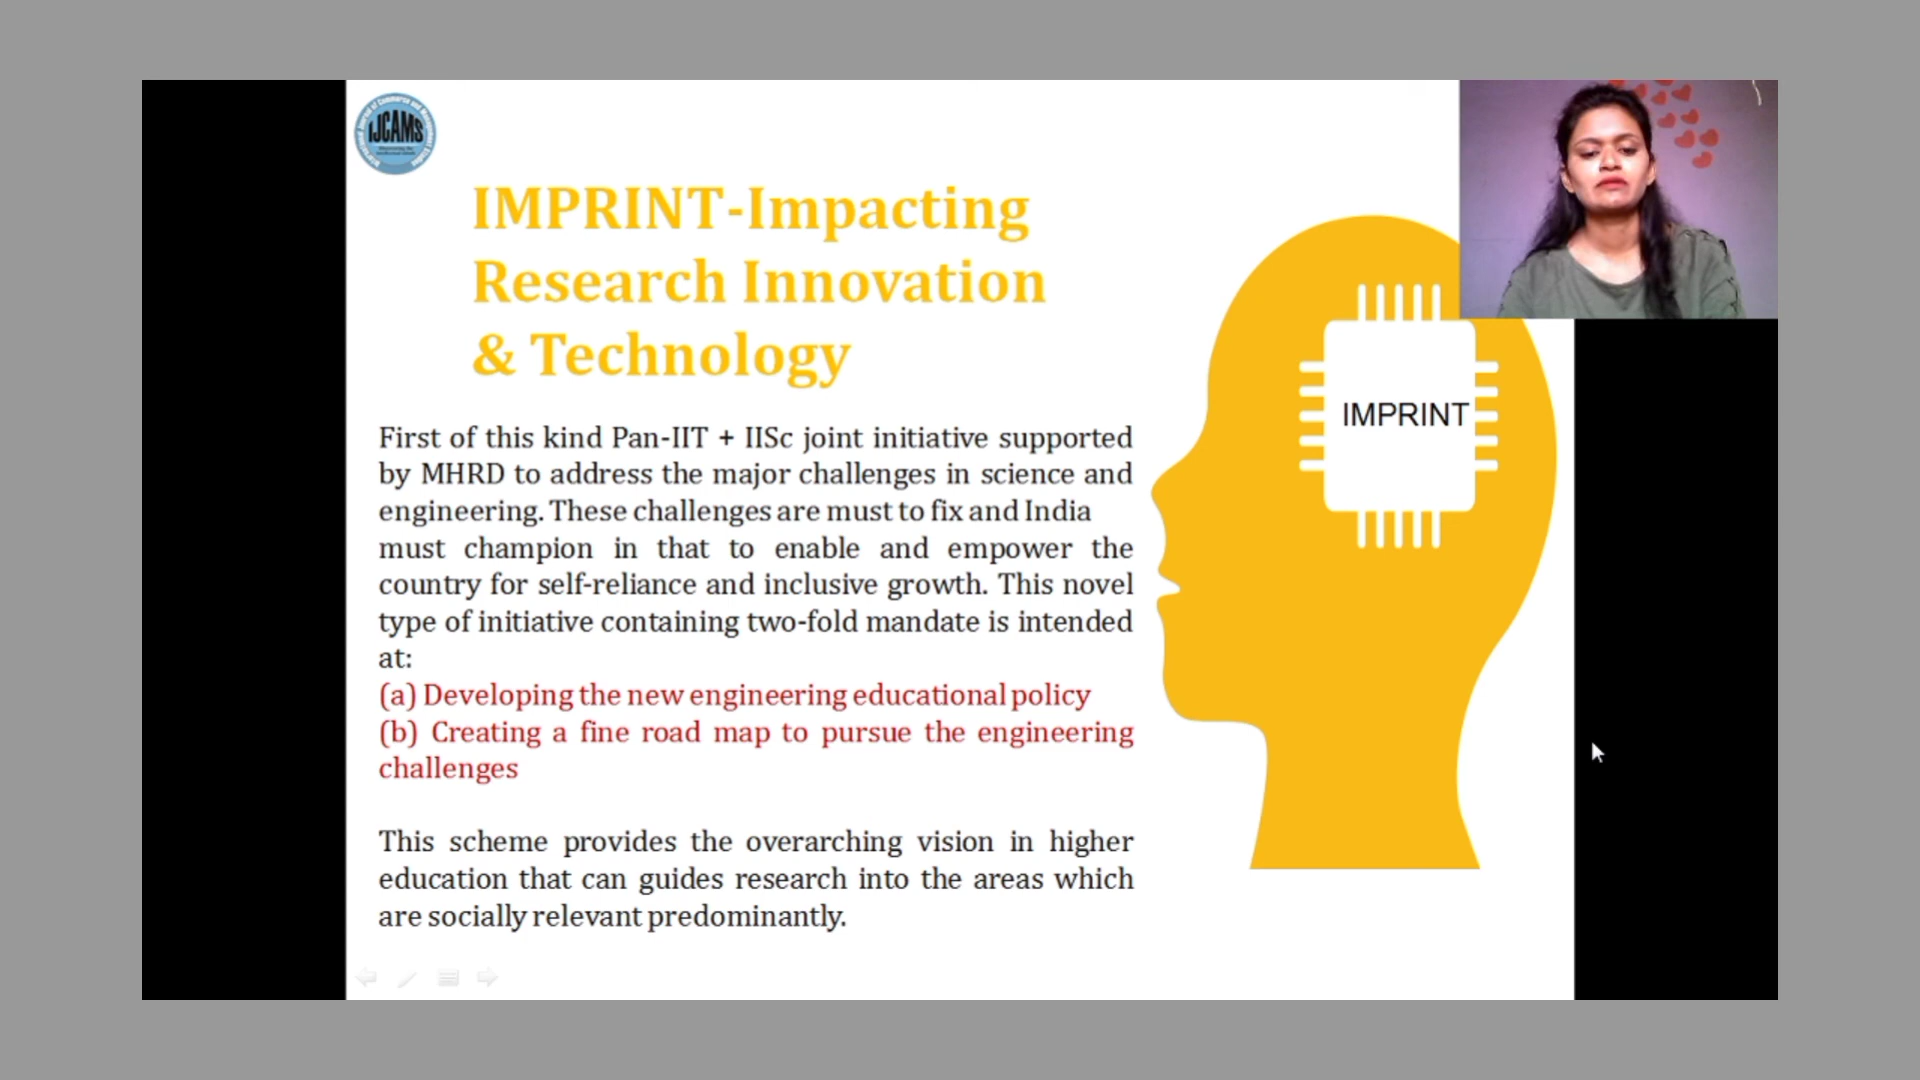 IJCAMS
IMPRINT-Impacting
Research Innovation
& Technology
IMPRINT
First of this kind Pan-IIT + IISc joint initiative supported
by MHRD to address the major challenges in science and
engineering. These challenges are must to fix and India
must champion in that to enable and empower the
country for self-reliance and inclusive growth. This novel
type of initiative containing two-fold mandate is intended
at:
(a) Developing the new engineering educational policy
(b) Creating a fine road map to pursue the engineering
challenges
This scheme provides the overarching vision in higher
education that can guides research into the areas which
are socially relevant predominantly.